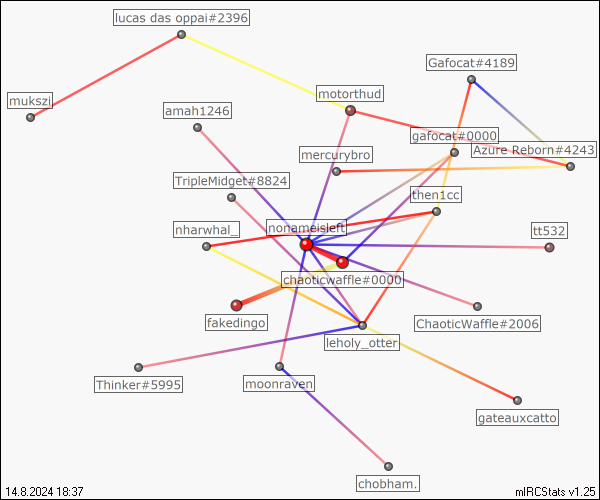 lucas das oppai#2396
Gafocat#4189
motorthud
mukszi
amah1246
gafocat#0000
Azure Reborn#4243
mercurybro
TripleMidget#8824
then1cc
nonameisleft
nharwhal_
tt532
chaoticwaffle#0000
fakedingo
ChaoticWaffle#2006
leholy_otter
Thinker#5995
moonraven
gateauxcatto
chobham.
14.8.2024 18:37
mIRCStats v1.25